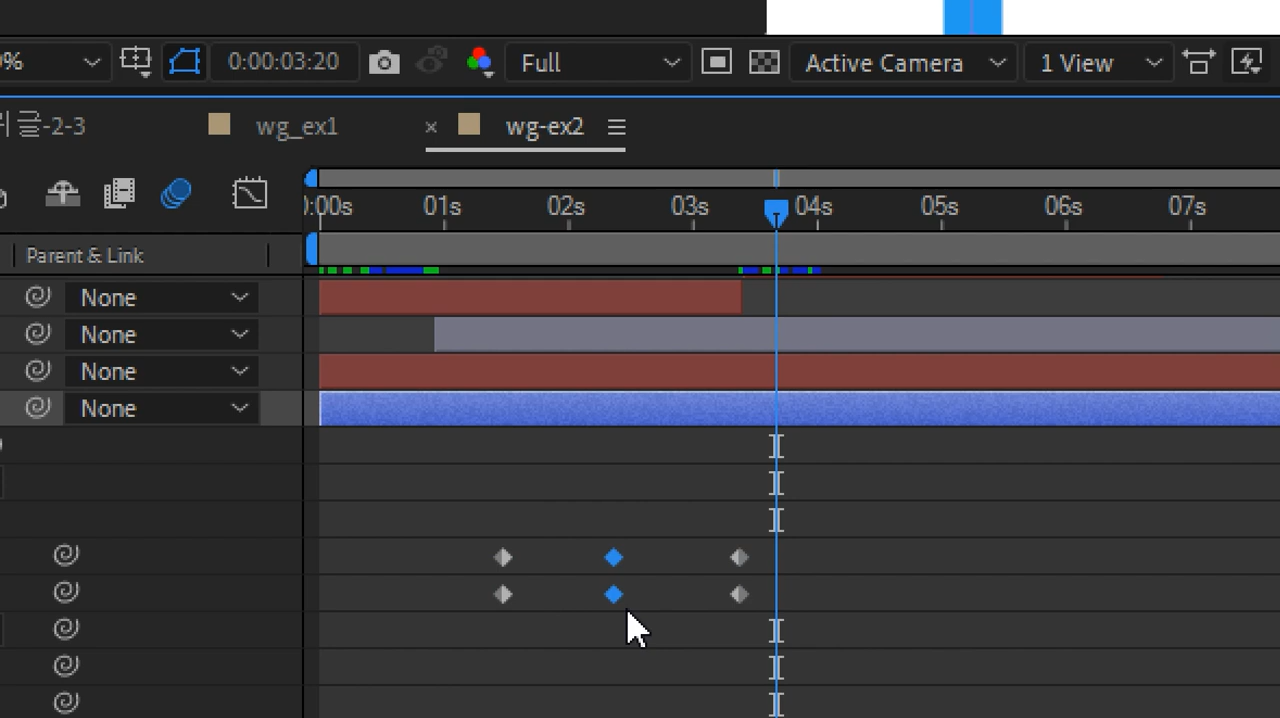 % 0:00:03:20 Full Active Camera 1 View
글-2-3 wg_ex1 × wg-ex2
:00s 01s 02s 03s 04s 05s 06s 07s
Parent & Link
None
None
None
None